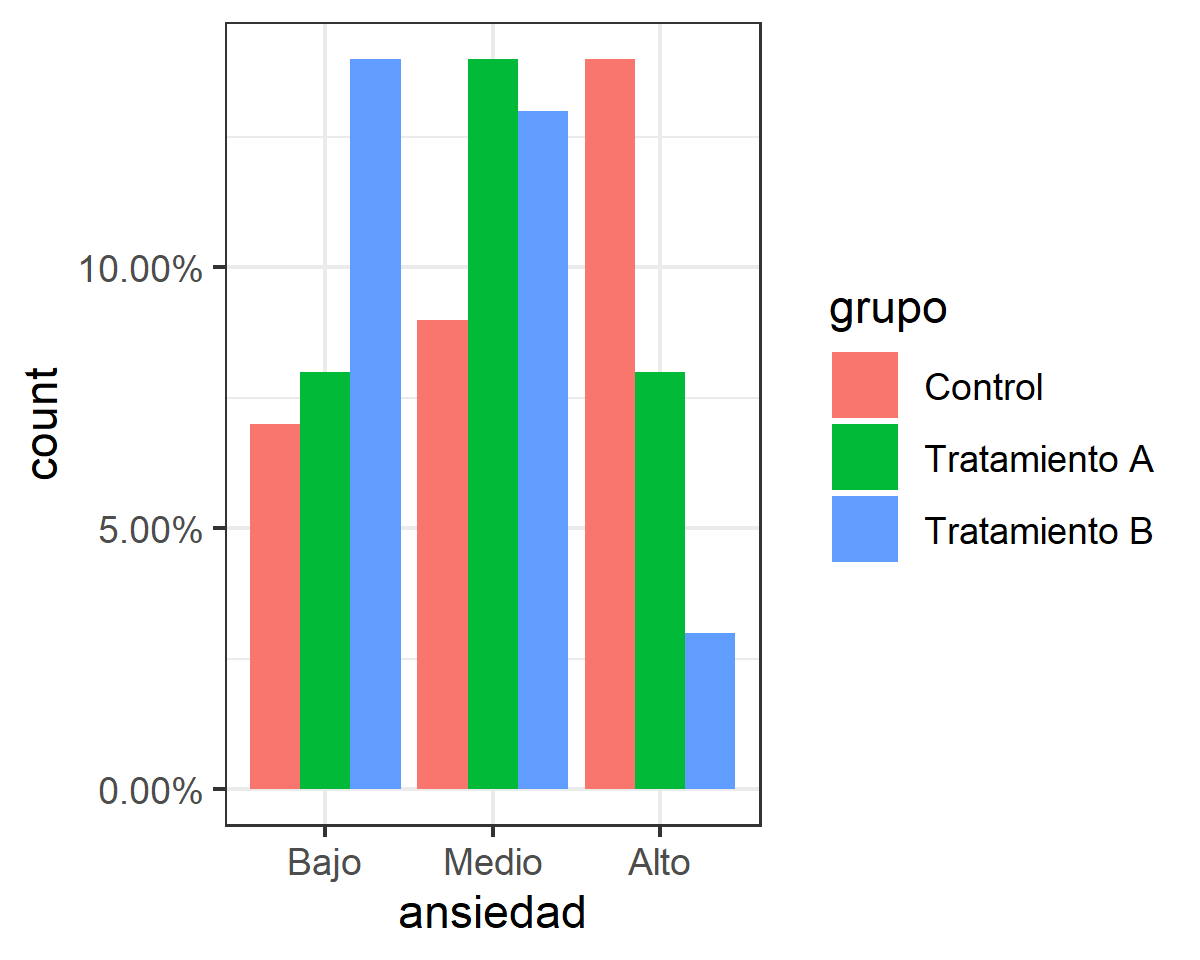 count
10.00%
5.00%
0.00%
Bajo Medio Alto
ansiedad
grupo
Control
Tratamiento A
Tratamiento B